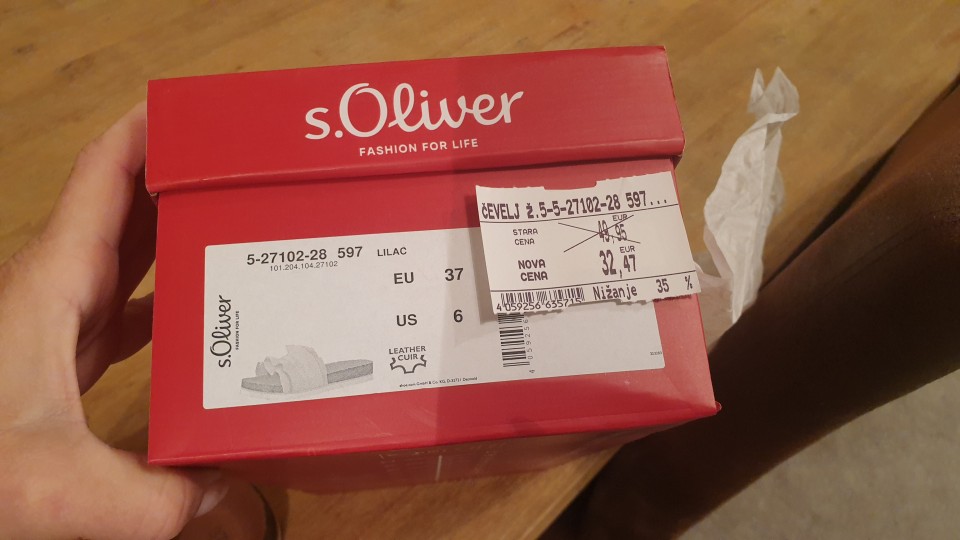 s.Oliver
FASHION FOR LIFE
ČEVELJ ž.5-5-27102-28 597...
STARA CENA
49,95 EUR
NOVA CENA
32,47 EUR
Nižanje 35 %
5-27102-28 597 LILAC
101.204.104.27102
EU 37
US 6
LEATHER
CUIR
s.Oliver
FASHION FOR LIFE